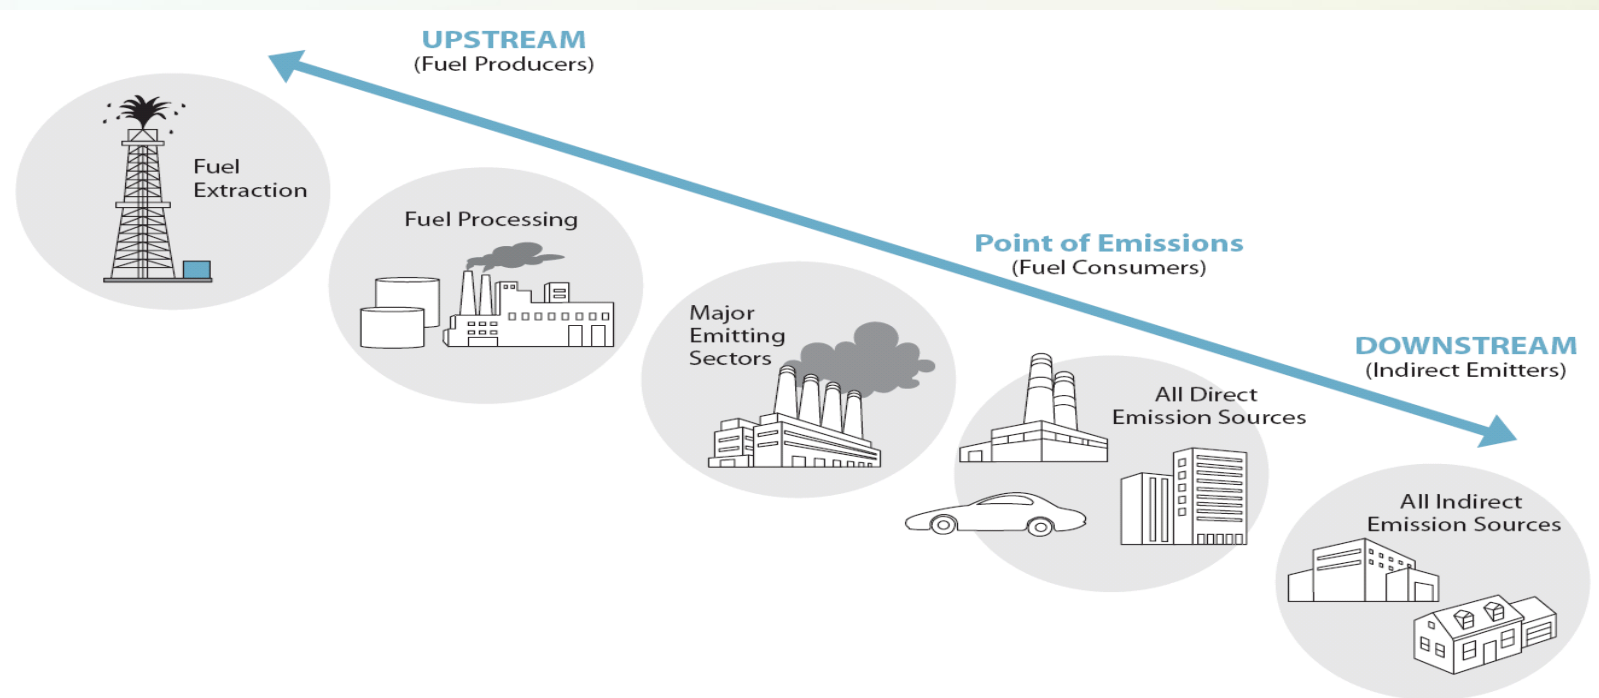 UPSTREAM
(Fuel Producers)
Fuel
Extraction
Fuel Processing
Major
Emitting
Sectors
Point of Emissions
(Fuel Consumers)
All Direct
Emission Sources
DOWNSTREAM
(Indirect Emitters)
All Indirect
Emission Sources